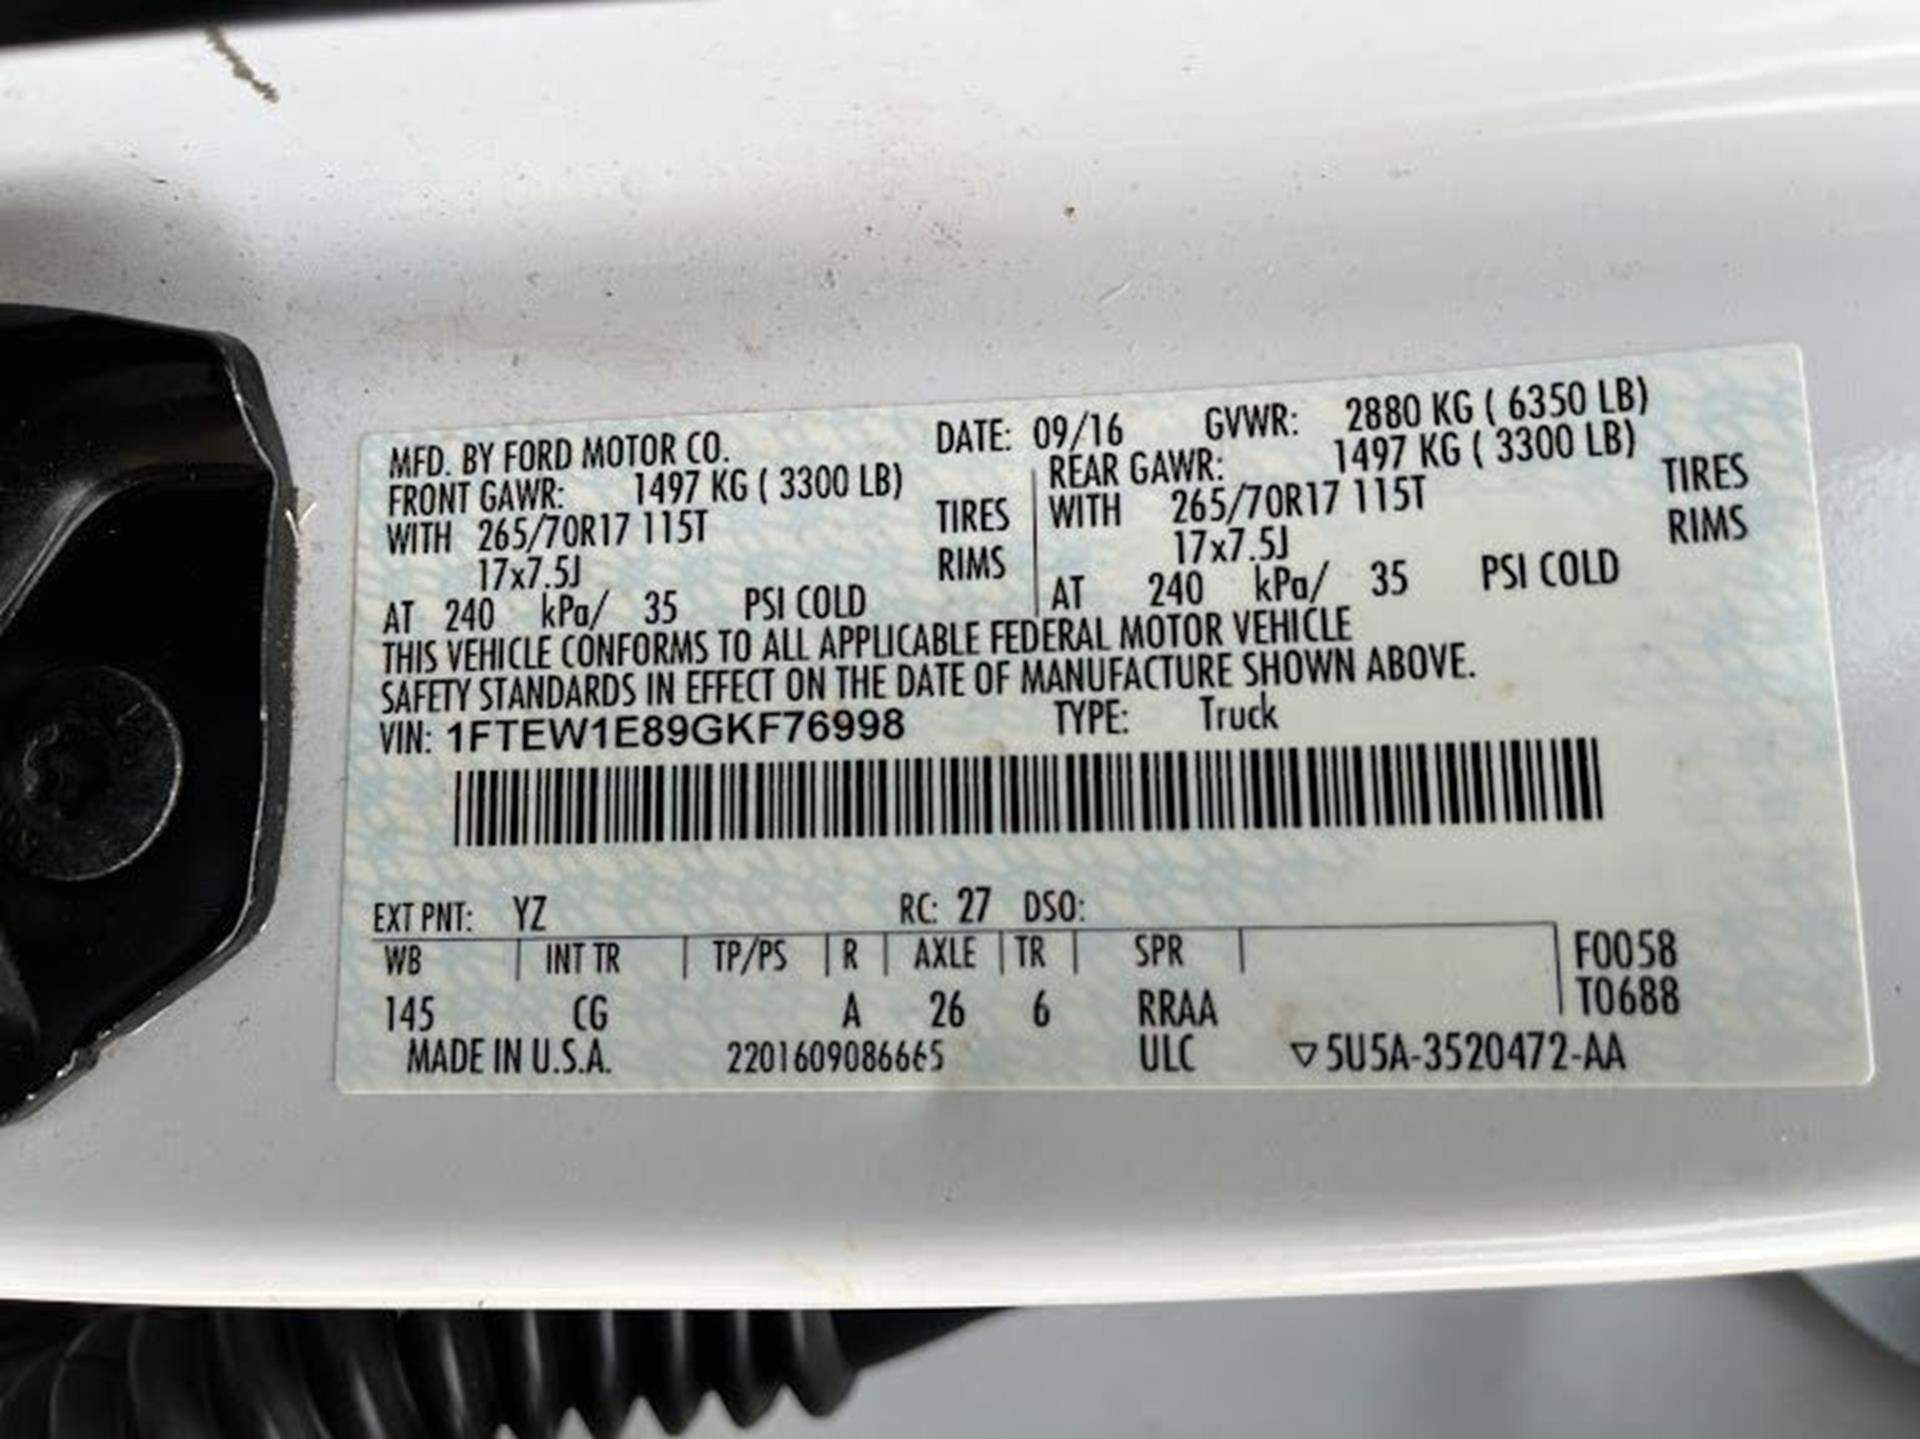 MFD. BY FORD MOTOR CO. DATE: 09/16 GVWR: 2880 KG ( 6350 LB)
FRONT GAWR: 1497 KG ( 3300 LB) REAR GAWR: 1497 KG ( 3300 LB)
WITH 265/70R17 115T TIRES WITH 265/70R17 115T TIRES
17x7.5J RIMS 17x7.5J RIMS
AT 240 kPa/ 35 PSI COLD AT 240 kPa/ 35 PSI COLD
THIS VEHICLE CONFORMS TO ALL APPLICABLE FEDERAL MOTOR VEHICLE
SAFETY STANDARDS IN EFFECT ON THE DATE OF MANUFACTURE SHOWN ABOVE.
VIN: 1FTEW1E89GKF76998 TYPE: Truck
EXT PNT: YZ RC: 27 DSO:
WB INT TR TP/PS R AXLE TR SPR F0058
145 CG A 26 6 RRAA T0688
MADE IN U.S.A. 2201609086665 ULC ▽5U5A-3520472-AA